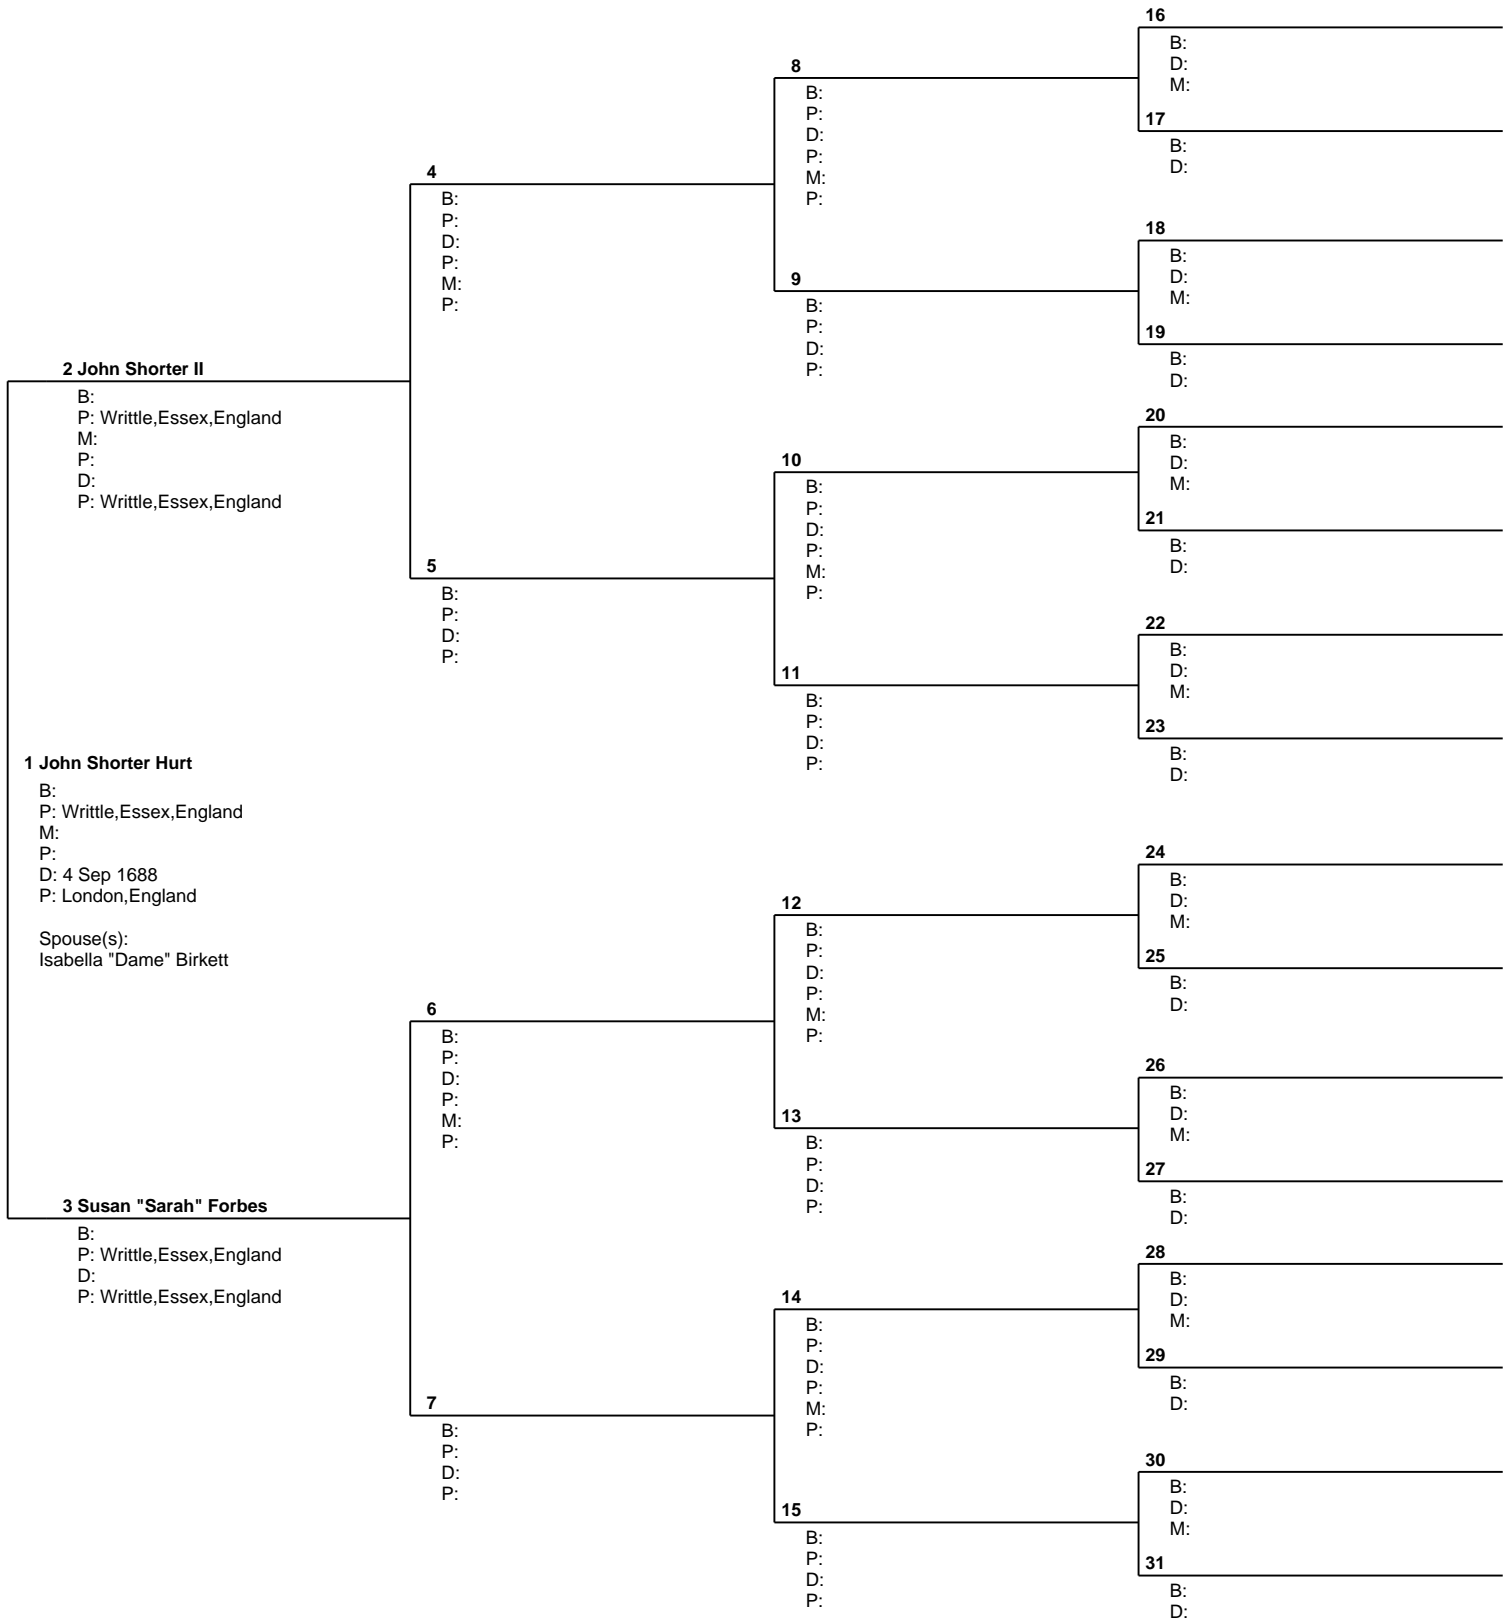 1 John Shorter Hurt
B:
P: Writtle,Essex,England
M:
P:
D: 4 Sep 1688
P: London,England
Spouse(s):
Isabella "Dame" Birkett
2 John Shorter II
B:
P: Writtle,Essex,England
M:
P:
D:
P: Writtle,Essex,England
3 Susan "Sarah" Forbes
B:
P: Writtle,Essex,England
D:
P: Writtle,Essex,England
4
B:
P:
D:
P:
M:
P:
5
B:
P:
D:
P:
6
B:
P:
D:
P:
M:
P:
7
B:
P:
D:
P:
8
B:
P:
D:
P:
M:
P:
9
B:
P:
D:
P:
10
B:
P:
D:
P:
M:
P:
11
B:
P:
D:
P:
12
B:
P:
D:
P:
M:
P:
13
B:
P:
D:
P:
14
B:
P:
D:
P:
M:
P:
15
B:
P:
D:
P:
16
B:
D:
M:
17
B:
D:
18
B:
D:
M:
19
B:
D:
20
B:
D:
M:
21
B:
D:
22
B:
D:
M:
23
B:
D:
24
B:
D:
M:
25
B:
D:
26
B:
D:
M:
27
B:
D:
28
B:
D:
M:
29
B:
D:
30
B:
D:
M:
31
B:
D: